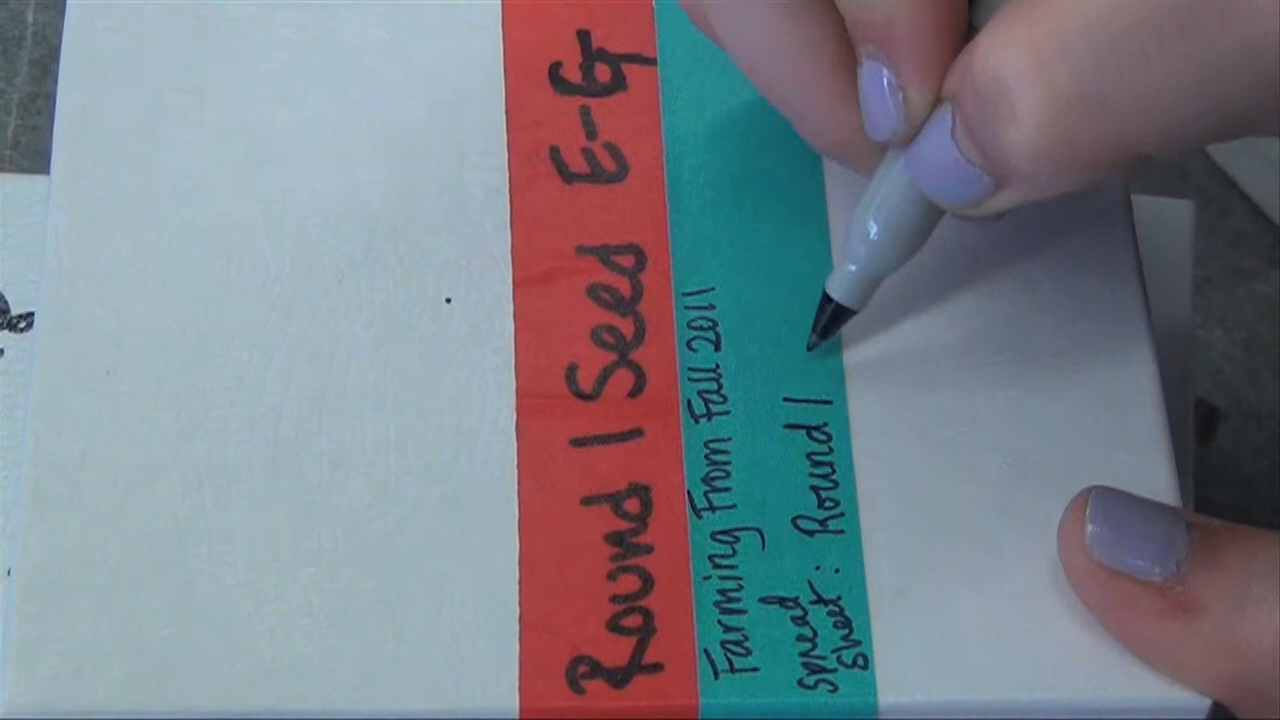 Round 1 Seed E-G
Farming From Fall 2011
spread
sheet: Round 1